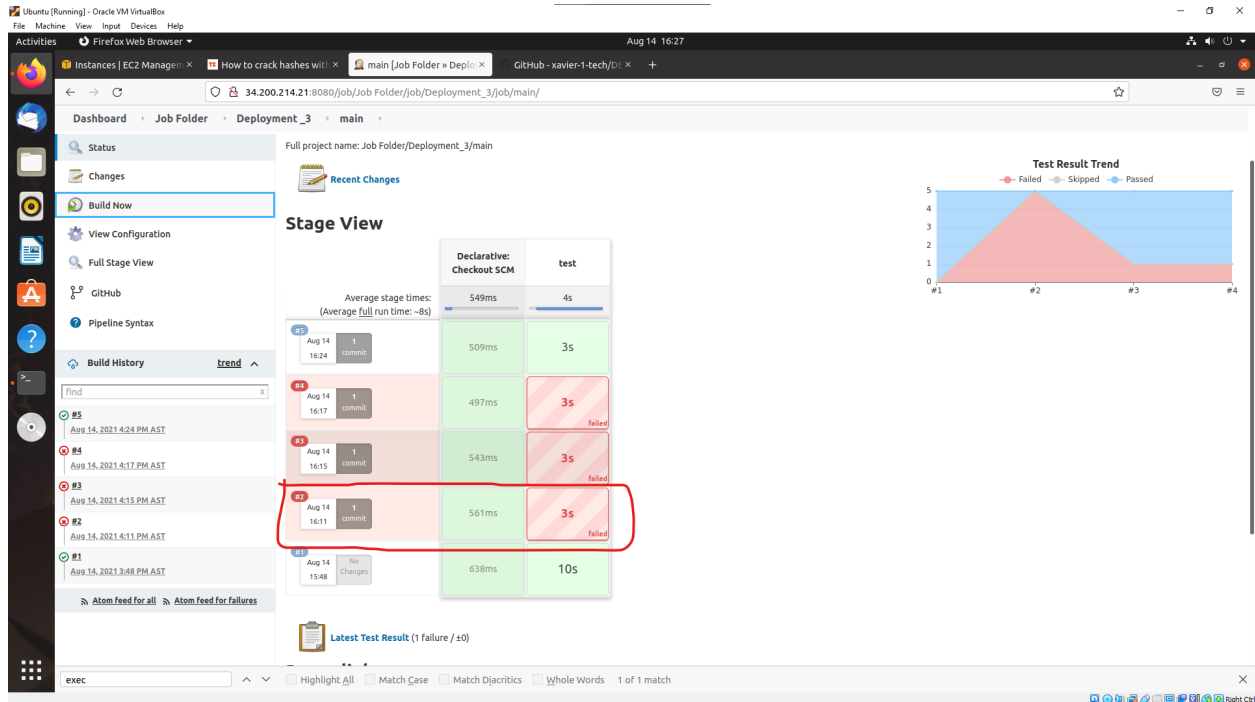 Ubuntu [Running] - Oracle VM VirtualBox
File Machine View Input Devices Help
Activities Firefox Web Browser Aug 14 16:27
Instances | EC2 Managem × How to crack hashes with × main [Job Folder » Deplo × GitHub - xavier-1-tech/DE × +
34.200.214.21:8080/job/Job Folder/job/Deployment_3/job/main/
Dashboard Job Folder Deployment _3 main
Status
Changes
Build Now
View Configuration
Full Stage View
GitHub
Pipeline Syntax
Build History trend
find x
#5
Aug 14, 2021 4:24 PM AST
#4
Aug 14, 2021 4:17 PM AST
#3
Aug 14, 2021 4:15 PM AST
#2
Aug 14, 2021 4:11 PM AST
#1
Aug 14, 2021 3:48 PM AST
Atom feed for all Atom feed for failures
Full project name: Job Folder/Deployment_3/main
Recent Changes
Stage View
Declarative:
Checkout SCM
test
Average stage times:
(Average full run time: ~8s)
549ms 4s
#5
Aug 14
16:24
1
commit
509ms 3s
#4
Aug 14
16:17
1
commit
497ms 3s
failed
#3
Aug 14
16:15
1
commit
543ms 3s
failed
#2
Aug 14
16:11
1
commit
561ms 3s
failed
#1
Aug 14
15:48
No
Changes
638ms 10s
Latest Test Result (1 failure / ±0)
Test Result Trend
Failed Skipped Passed
5
4
3
2
1
0
#1 #2 #3 #4
exec Highlight All Match Case Match Diacritics Whole Words 1 of 1 match
Right Ctrl